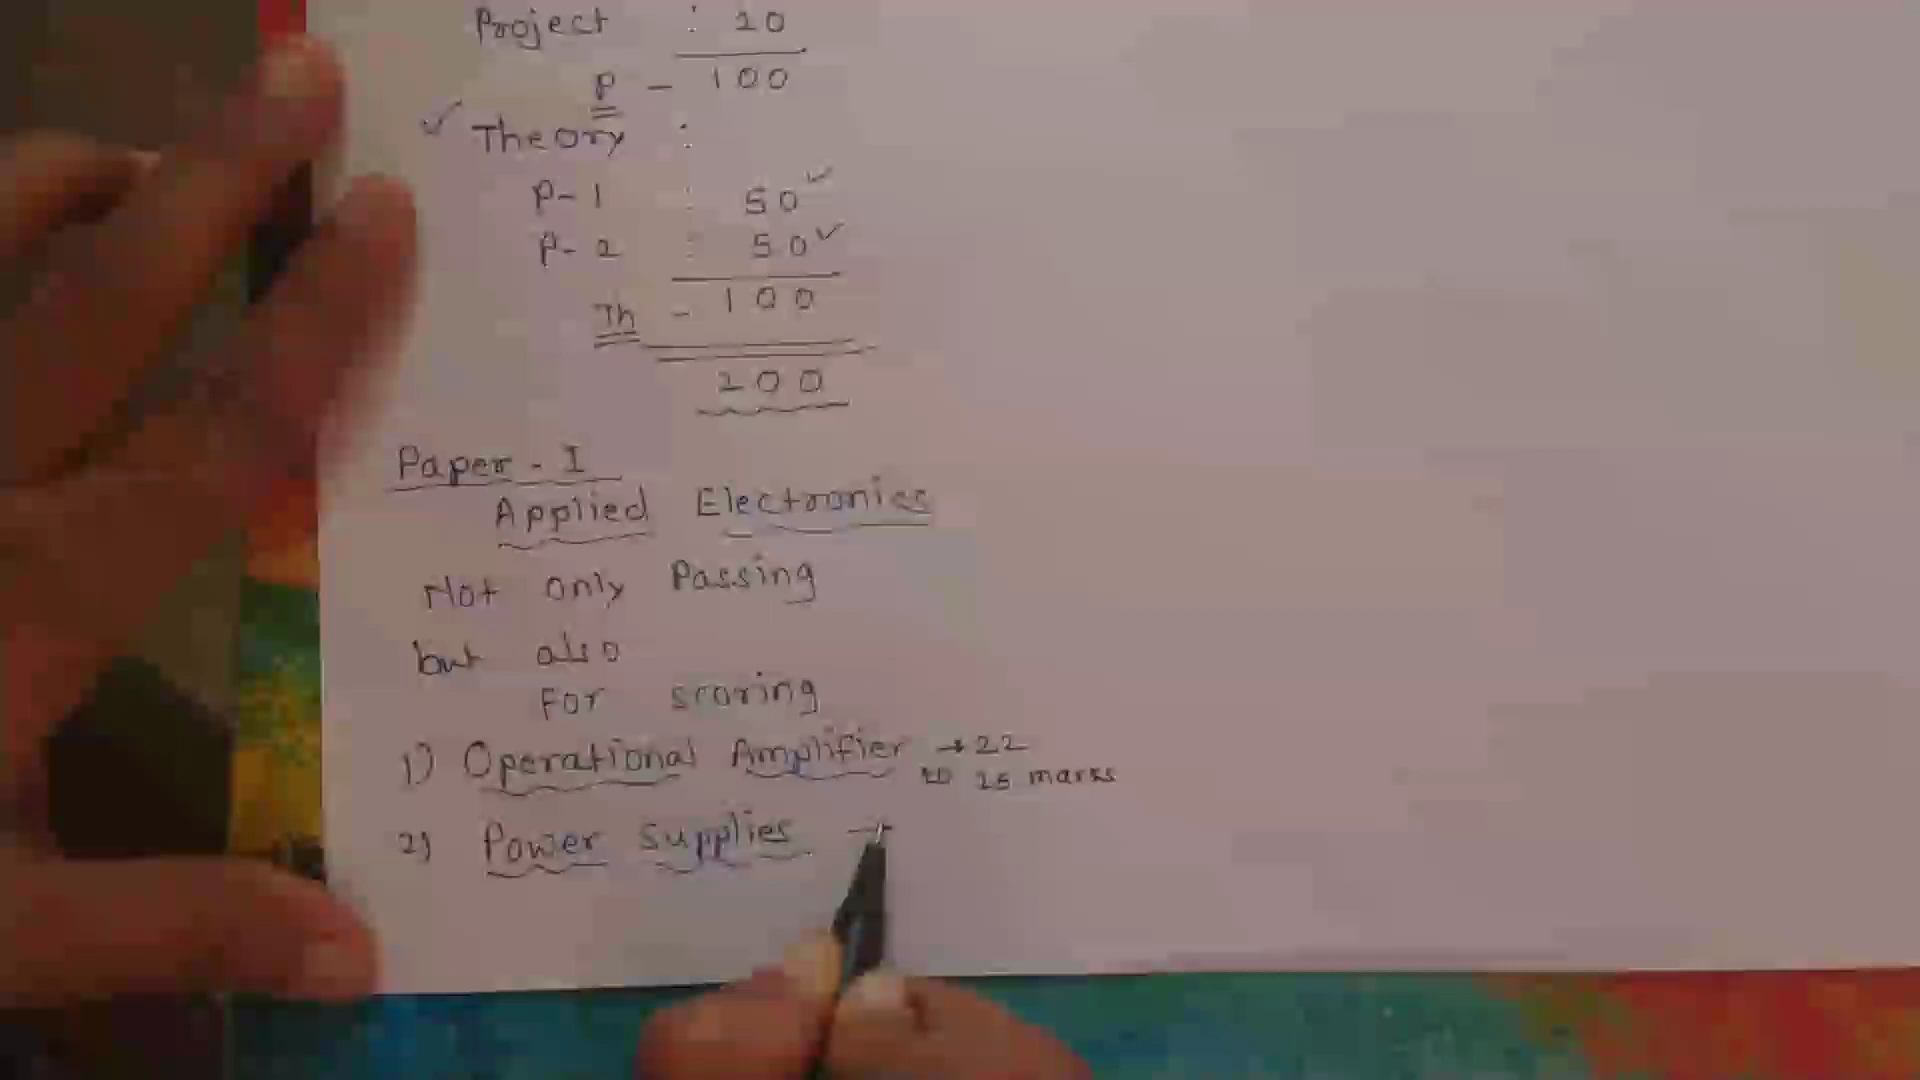 Project : 20
P - 100
✓ Theory :
P-1 : 50 ✓
P-2 : 50 ✓
Th - 100
200
Paper - I
Applied Electronics
Not only Passing
but also
For scoring
1) Operational Amplifier → 22
to 25 marks
2) Power Supplies →